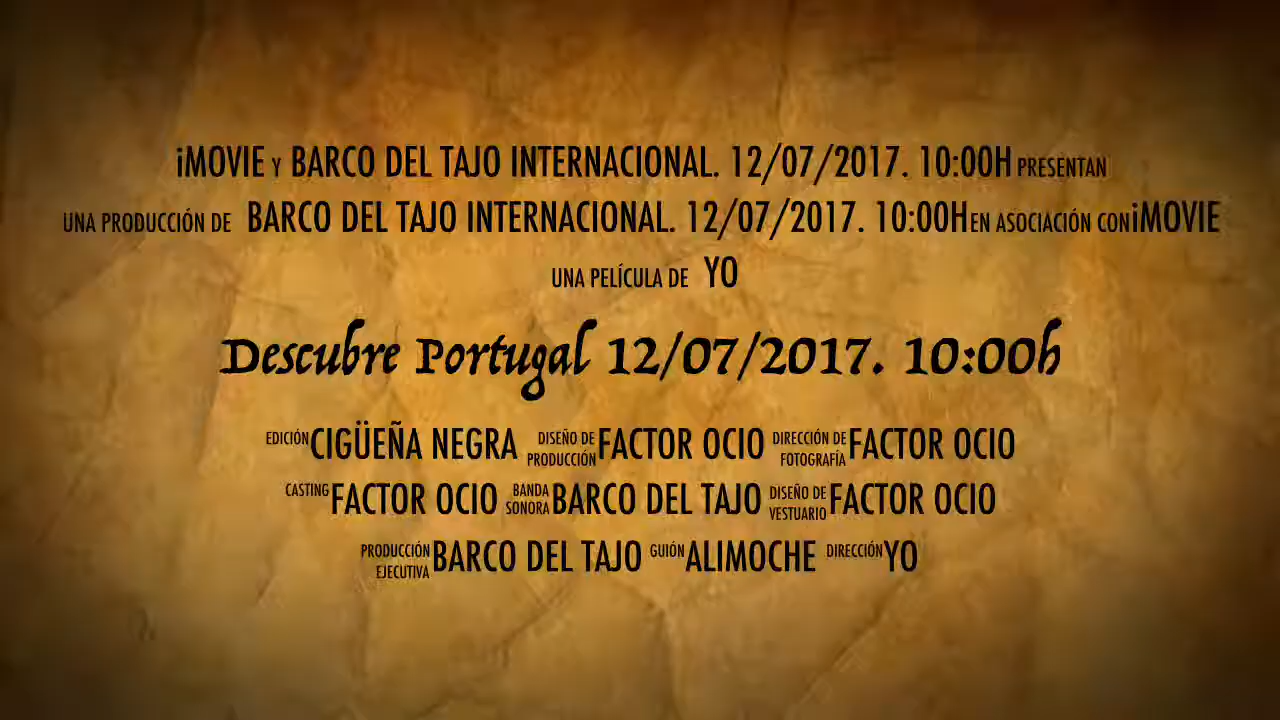 iMOVIE Y BARCO DEL TAJO INTERNACIONAL. 12/07/2017. 10:00H PRESENTAN
UNA PRODUCCIÓN DE BARCO DEL TAJO INTERNACIONAL. 12/07/2017. 10:00H EN ASOCIACIÓN CON iMOVIE
UNA PELÍCULA DE YO
Descubre Portugal 12/07/2017. 10:00h
EDICIÓN CIGÜEÑA NEGRA DISEÑO DE PRODUCCIÓN FACTOR OCIO DIRECCIÓN DE FOTOGRAFÍA FACTOR OCIO
CASTING FACTOR OCIO BANDA SONORA BARCO DEL TAJO DISEÑO DE VESTUARIO FACTOR OCIO
PRODUCCIÓN EJECUTIVA BARCO DEL TAJO GUIÓN ALIMOCHE DIRECCIÓN YO